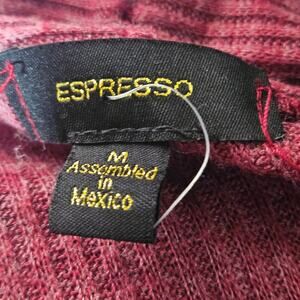 ESPRESSO
M
Assembled
in
Mexico